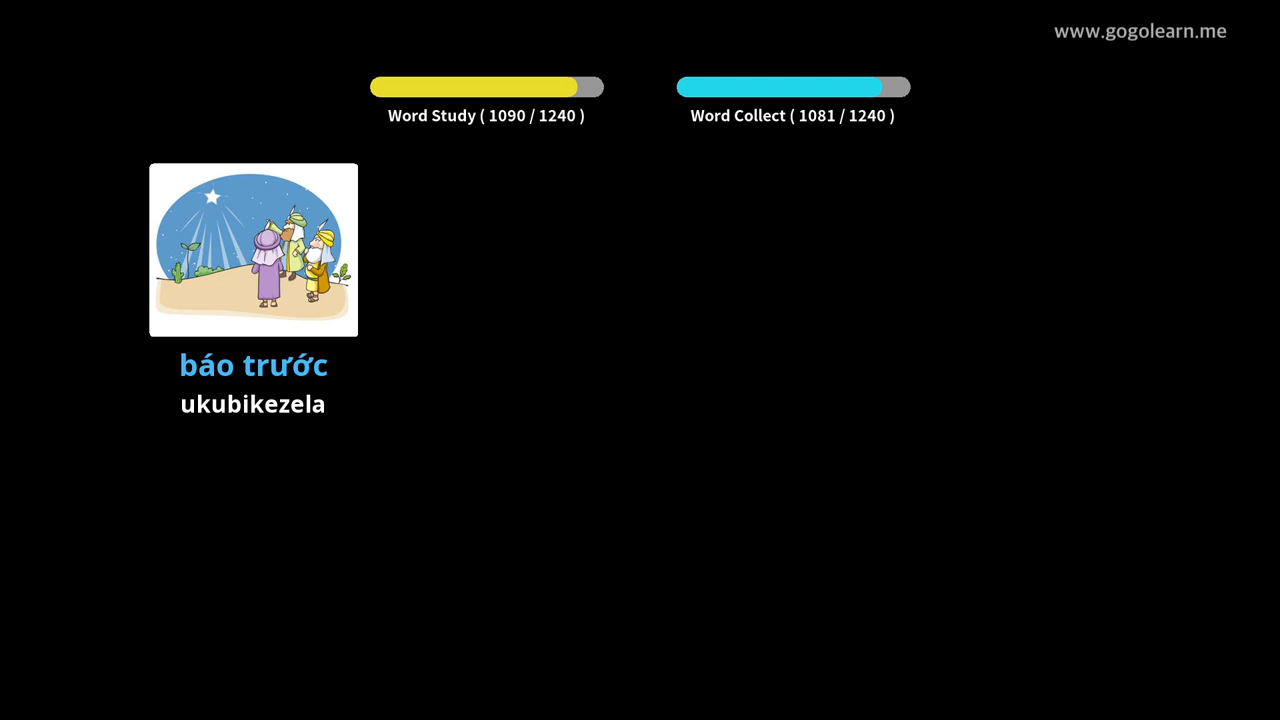 www.gogolearn.me
Word Study ( 1090 / 1240 )
Word Collect ( 1081 / 1240 )
báo trước
ukubikezela